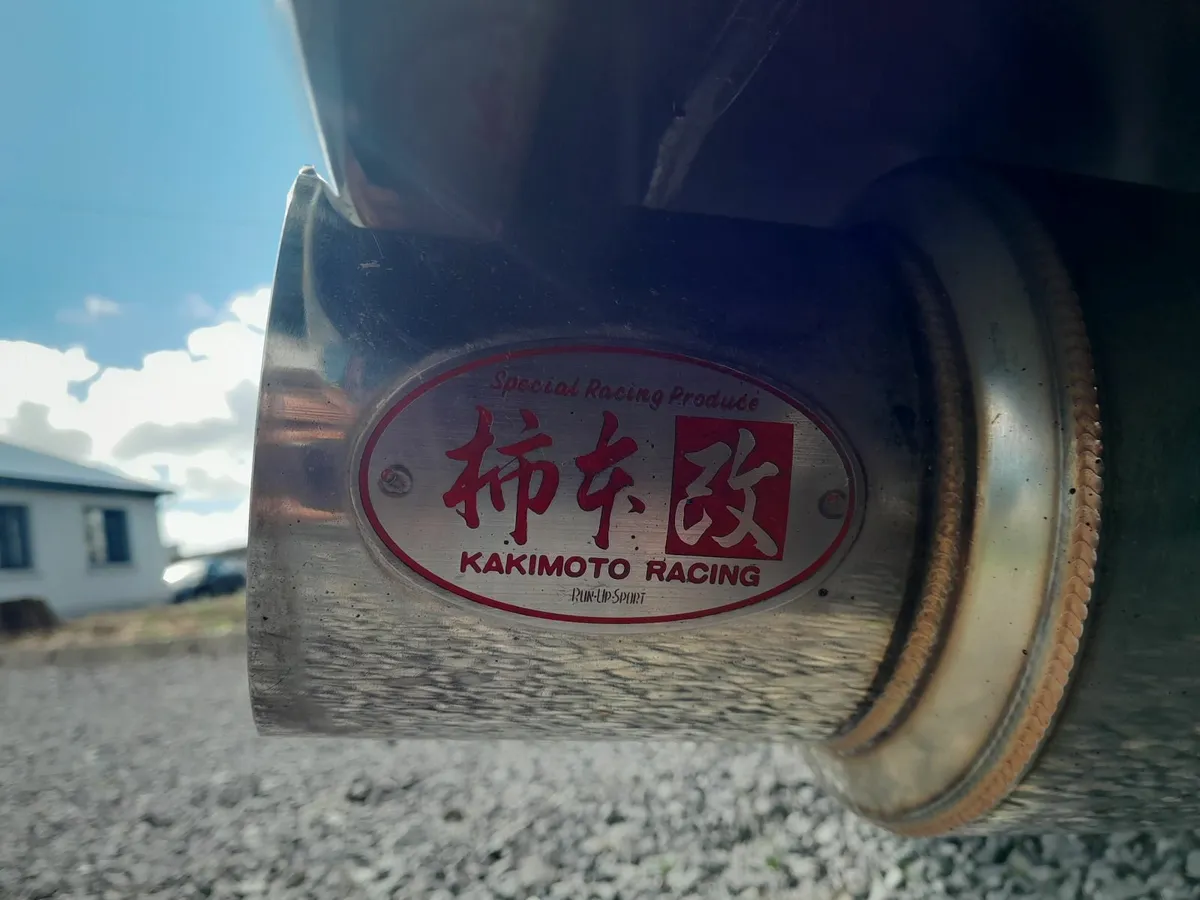 Special Racing Produce
柿本改
KAKIMOTO RACING
RUN-UP-SPORT